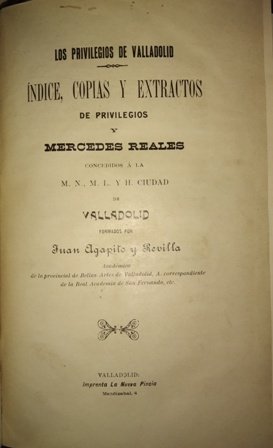 LOS PRIVILEGIOS DE VALLADOLID
ÍNDICE, COPIAS Y EXTRACTOS
DE PRIVILEGIOS
Y
MERCEDES REALES
CONCEDIDOS Á LA
M. N., M. L. Y H. CIUDAD
DE
VALLADOLID
FORMADOS POR
Juan Agapito y Revilla
Académico
de la provincial de Bellas Artes de Valladolid, A. correspondiente
de la Real Academia de San Fernando, etc.
VALLADOLID:
Imprenta La Nueva Pincia
Mendizabal, 4